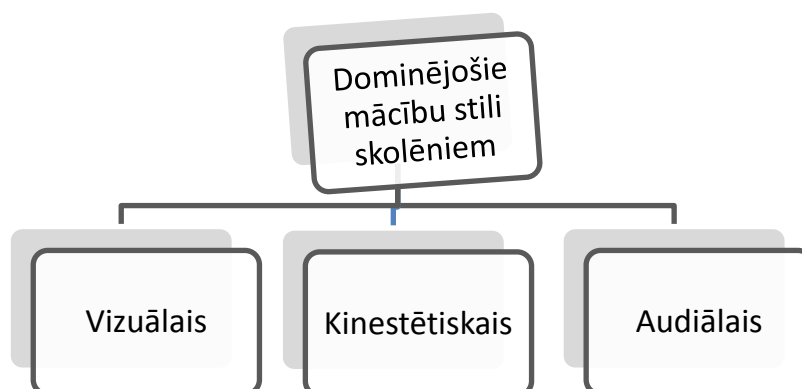 Dominējošie
mācību stili
skolēniem
Vizuālais
Kinestētiskais
Audiālais